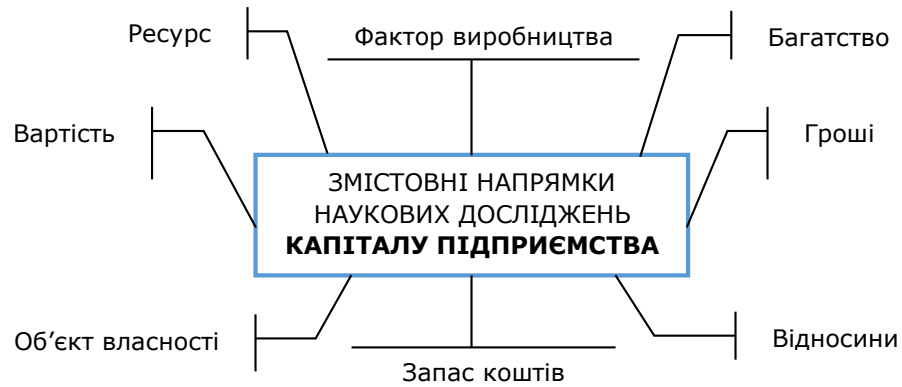 Ресурс
Фактор виробництва
Багатство
Вартість
Гроші
ЗМІСТОВНІ НАПРЯМКИ
НАУКОВИХ ДОСЛІДЖЕНЬ
КАПІТАЛУ ПІДПРИЄМСТВА
Об’єкт власності
Відносини
Запас коштів